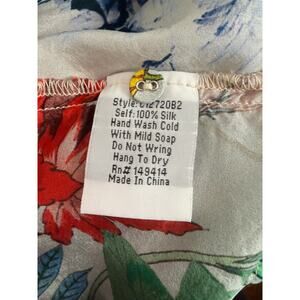 Style: 012720B2
Self: 100% Silk
Hand Wash Cold
With Mild Soap
Do Not Wring
Hang To Dry
Rn# 149414
Made In China